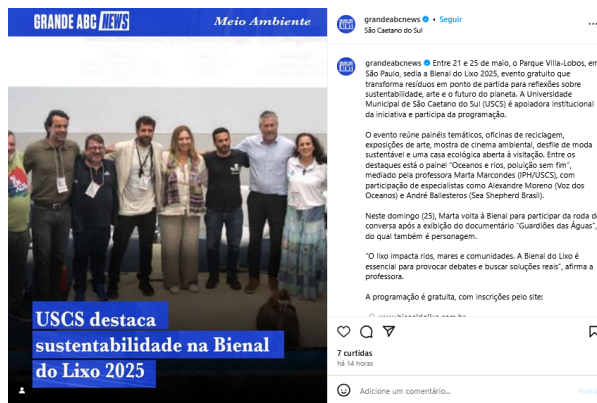 GRANDE ABC NEWS
Meio Ambiente
USCS destaca
sustentabilidade na Bienal
do Lixo 2025
grandeabcnews • Seguir
São Caetano do Sul
grandeabcnews Entre 21 e 25 de maio, o Parque Villa-Lobos, em
São Paulo, sedia a Bienal do Lixo 2025, evento gratuito que
transforma resíduos em ponto de partida para reflexões sobre
sustentabilidade, arte e o futuro do planeta. A Universidade
Municipal de São Caetano do Sul (USCS) é apoiadora institucional
da iniciativa e participa da programação.
O evento reúne painéis temáticos, oficinas de reciclagem,
exposições de arte, mostra de cinema ambiental, desfile de moda
sustentável e uma casa ecológica aberta à visitação. Entre os
destaques está o painel "Oceanos e rios, poluição sem fim",
mediado pela professora Marta Marcondes (IPH/USCS), com
participação de especialistas como Alexandre Moreno (Voz dos
Oceanos) e André Ballesteros (Sea Shepherd Brasil).
Neste domingo (25), Marta volta à Bienal para participar da roda de
conversa após a exibição do documentário "Guardiões das Águas",
do qual também é personagem.
"O lixo impacta rios, mares e comunidades. A Bienal do Lixo é
essencial para provocar debates e buscar soluções reais", afirma a
professora.
A programação é gratuita, com inscrições pelo site:
7 curtidas
há 14 horas
Adicione um comentário...